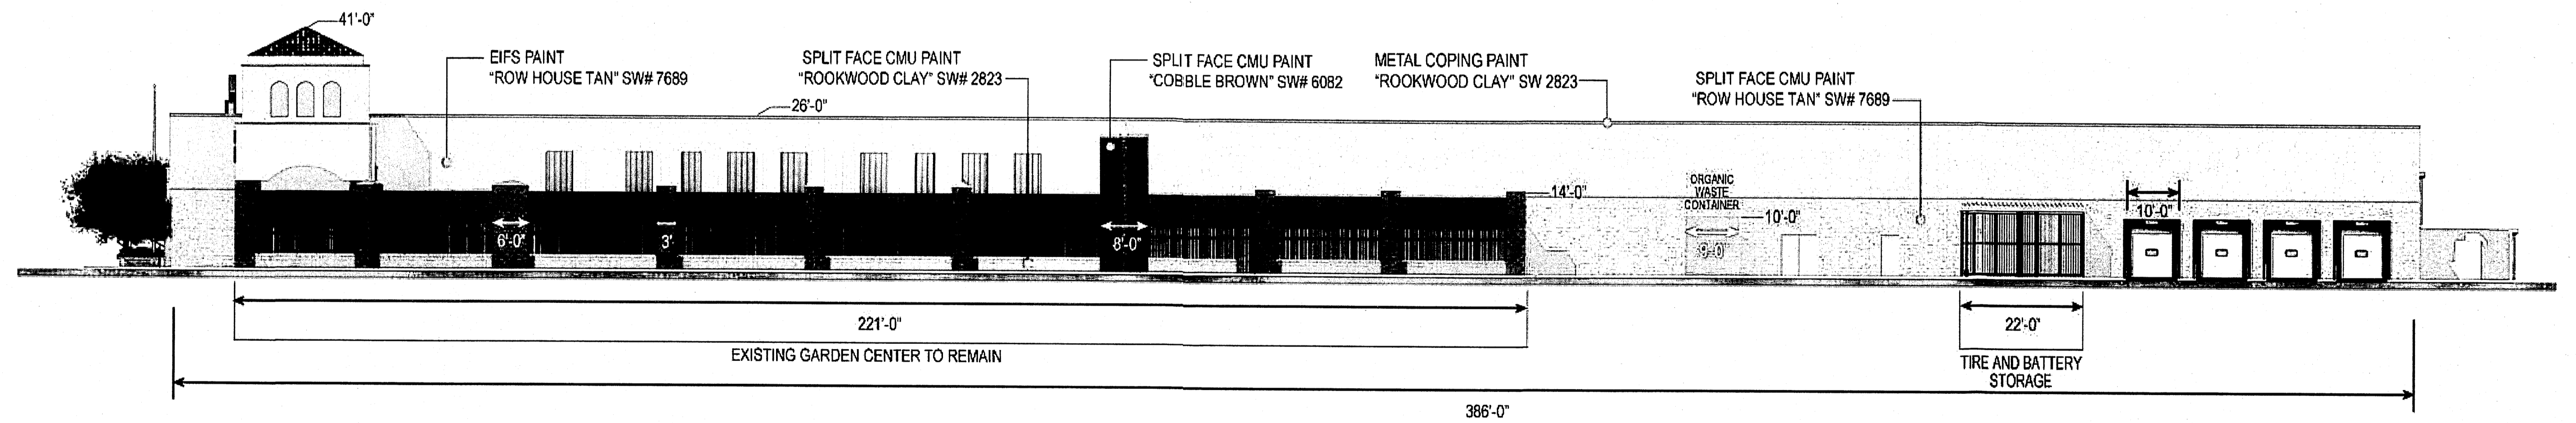 41'-0"
EIFS PAINT
"ROW HOUSE TAN" SW# 7689
SPLIT FACE CMU PAINT
"ROOKWOOD CLAY" SW# 2823
SPLIT FACE CMU PAINT
"COBBLE BROWN" SW# 6082
METAL COPING PAINT
"ROOKWOOD CLAY" SW 2823
SPLIT FACE CMU PAINT
"ROW HOUSE TAN" SW# 7689
26'-0"
14'-0"
ORGANIC
WASTE
CONTAINER
10'-0"
9'-0"
10'-0"
6'-0"
3'
8'-0"
221'-0"
EXISTING GARDEN CENTER TO REMAIN
22'-0"
TIRE AND BATTERY
STORAGE
386'-0"